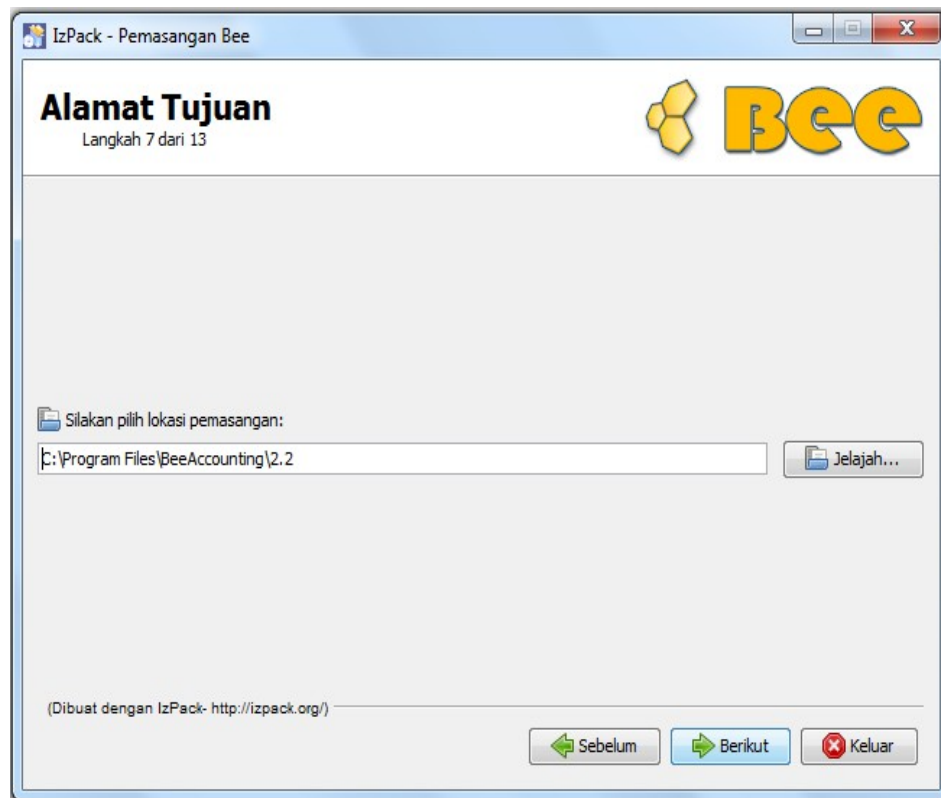 IzPack - Pemasangan Bee
Alamat Tujuan
Langkah 7 dari 13
Bee
Silakan pilih lokasi pemasangan:
C:\Program Files\BeeAccounting\2.2
Jelajah...
(Dibuat dengan IzPack- http://izpack.org/)
Sebelum
Berikut
Keluar